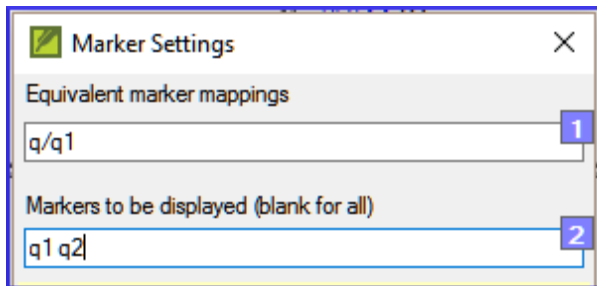 Marker Settings
Equivalent marker mappings
1
q/q1
Markers to be displayed (blank for all)
2
q1 q2